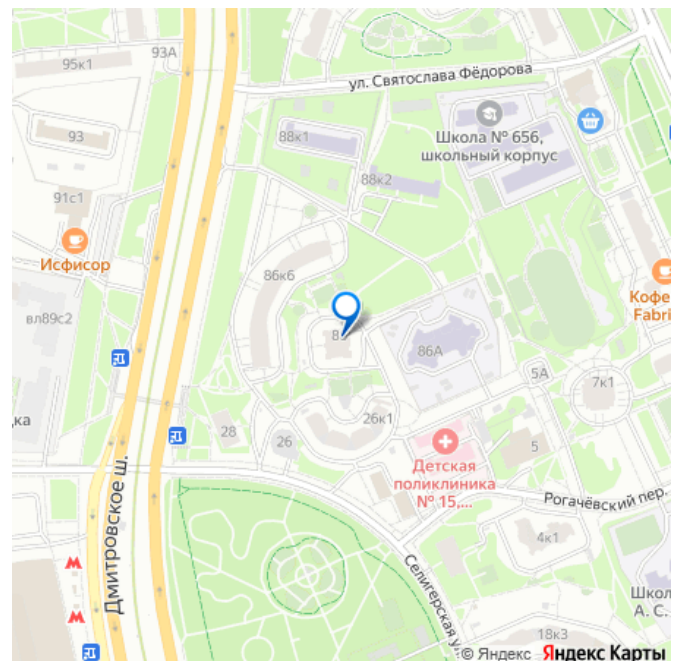 93А
95к1
ул. Святослава Фёдорова
93
88к1
Школа № 656,
школьный корпус
88к2
91с1
Исфисор
86к6
Кофе
Fabri
вл89с2
86А
5А
7к1
дка
28
26
26к1
5
Детская
поликлиника
№ 15,...
Рогачёвский пер.
4к1
Дмитровское ш.
Селигерская у
Школ
А. С.
18к3
© Яндекс Яндекс Карты